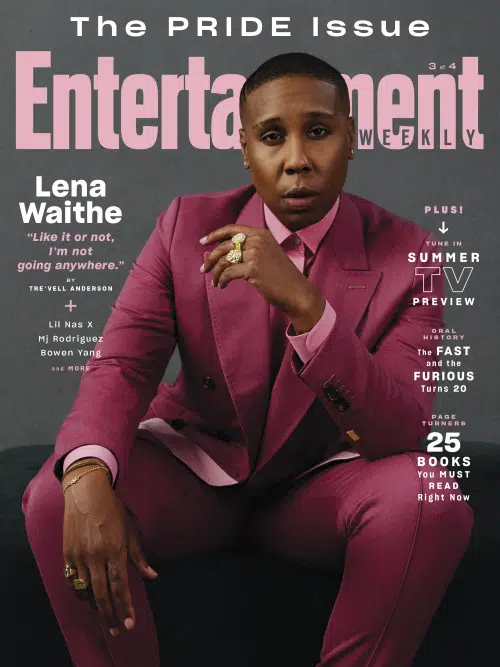 The PRIDE Issue
Entertainment
3 of 4
WEEKLY
Lena
Waithe
“Like it or not,
I’m not
going anywhere.”
BY
TRE’VELL ANDERSON
+
Lil Nas X
Mj Rodriguez
Bowen Yang
and MORE
PLUS!
↓
TUNE IN
SUMMER
TV
PREVIEW
ORAL
HISTORY
The FAST
and the
FURIOUS
Turns 20
PAGE
TURNERS
25
BOOKS
You MUST
READ
Right Now